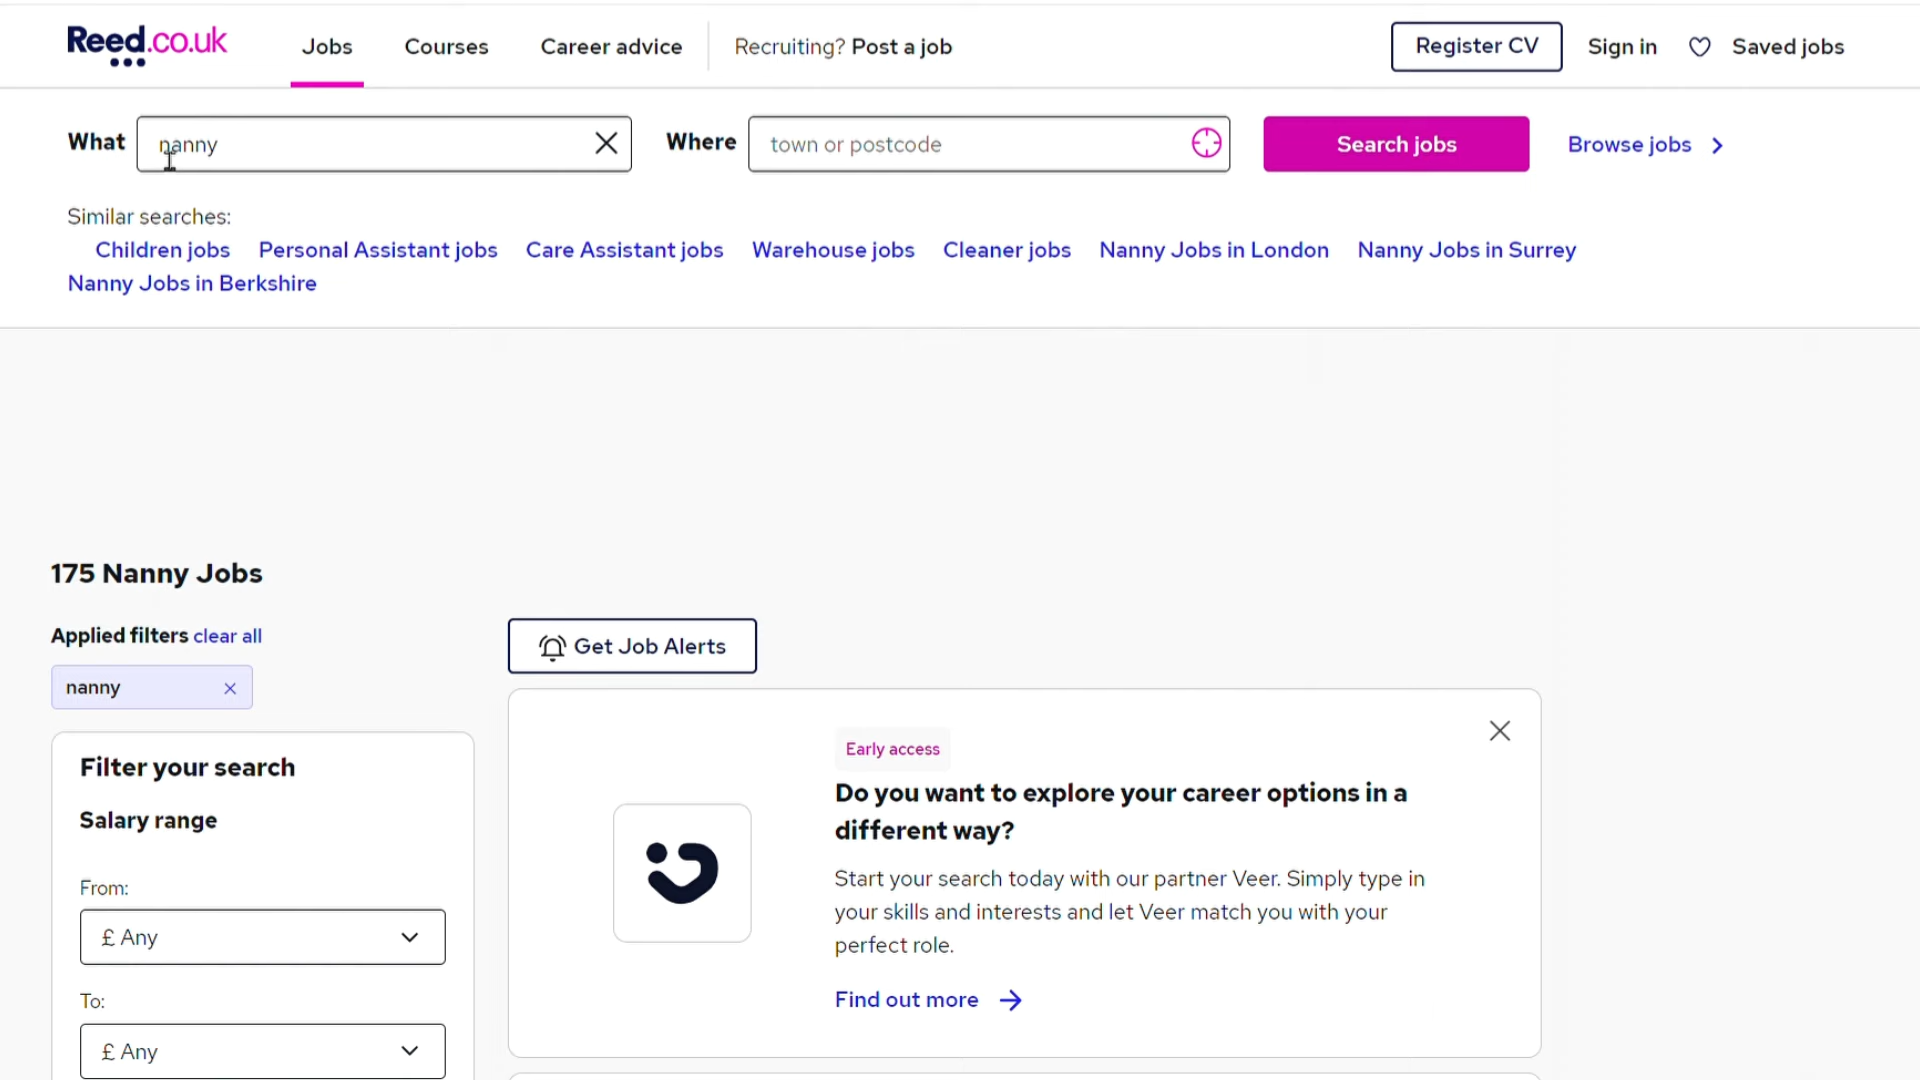 Reed.co.uk
Jobs
Courses
Career advice
Recruiting? Post a job
Register CV
Sign in
Saved jobs
What
nanny
Where
town or postcode
Search jobs
Browse jobs
Similar searches:
Children jobs Personal Assistant jobs Care Assistant jobs Warehouse jobs Cleaner jobs Nanny Jobs in London Nanny Jobs in Surrey
Nanny Jobs in Berkshire
175 Nanny Jobs
Applied filters clear all
nanny
Get Job Alerts
Filter your search
Salary range
From:
£ Any
To:
£ Any
Early access
Do you want to explore your career options in a
different way?
Start your search today with our partner Veer. Simply type in
your skills and interests and let Veer match you with your
perfect role.
Find out more